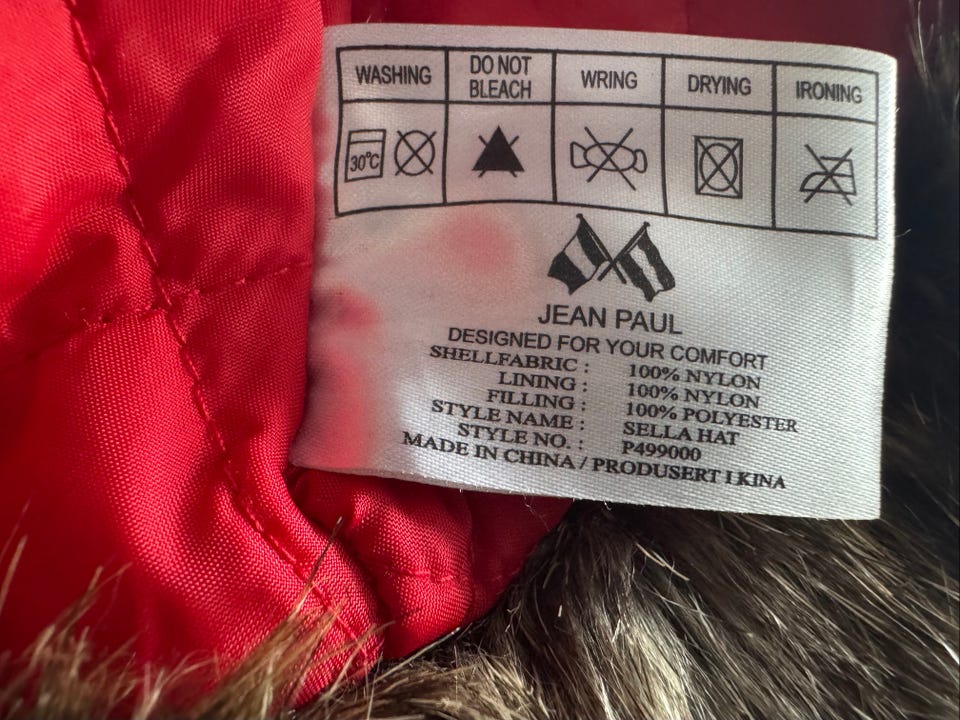 WASHING DO NOT BLEACH WRING DRYING IRONING
30°C
JEAN PAUL
DESIGNED FOR YOUR COMFORT
SHELLFABRIC : 100% NYLON
LINING : 100% NYLON
FILLING : 100% POLYESTER
STYLE NAME : SELLA HAT
STYLE NO. : P499000
MADE IN CHINA / PRODUSERT I KINA